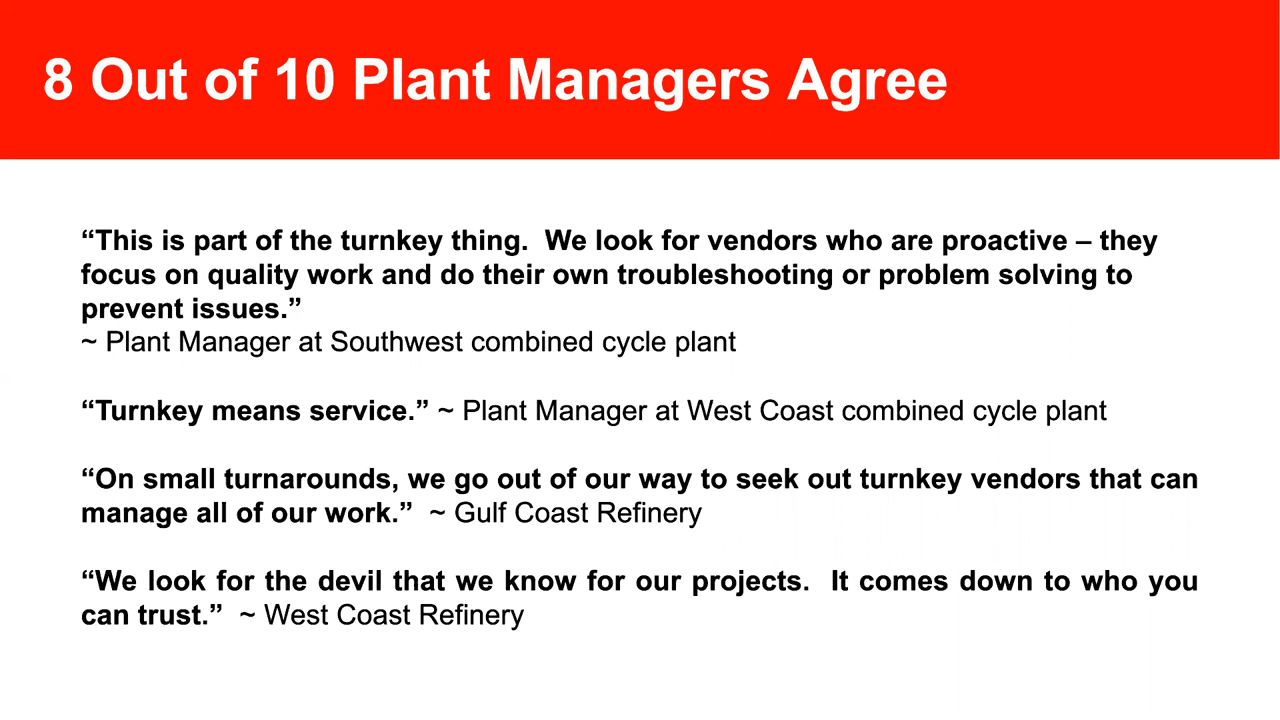 8 Out of 10 Plant Managers Agree
“This is part of the turnkey thing.  We look for vendors who are proactive – they
focus on quality work and do their own troubleshooting or problem solving to
prevent issues.”
~ Plant Manager at Southwest combined cycle plant
“Turnkey means service.” ~ Plant Manager at West Coast combined cycle plant
“On small turnarounds, we go out of our way to seek out turnkey vendors that can
manage all of our work.”  ~ Gulf Coast Refinery
“We look for the devil that we know for our projects.  It comes down to who you
can trust.”  ~ West Coast Refinery